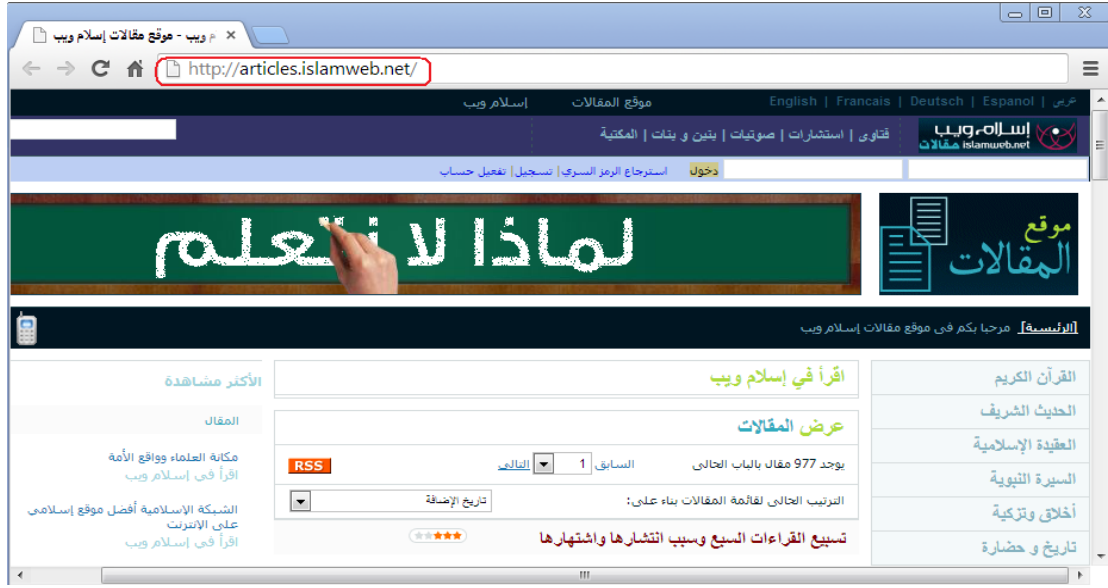 م ويب - موقع مقالات إسلام ويب
http://articles.islamweb.net/
عربي | English | Francais | Deutsch | Espanol
موقع المقالات
إسلام ويب
إسلام ويب
islamweb.net مقالات
فتاوى | استشارات | صوتيات | بنين و بنات | المكتبة
دخول
استرجاع الرمز السري| تسجيل| تفعيل حساب
موقع
المقالات
لماذا لا نتعلم
[الرئيسية] مرحبا بكم فى موقع مقالات إسلام ويب
القرآن الكريم
الحديث الشريف
العقيدة الإسلامية
السيرة النبوية
أخلاق وتزكية
تاريخ و حضارة
اقرأ في إسلام ويب
عرض المقالات
يوجد 977 مقال بالباب الحالى
السابق 1 التالى
RSS
الترتيب الحالى لقائمة المقالات بناء على:
تاريخ الإضافة
تسبيع القراءات السبع وسبب انتشارها واشتهارها
الأكثر مشاهدة
المقال
مكانة العلماء وواقع الأمة
اقرأ في إسلام ويب
الشبكة الإسلامية أفضل موقع إسلامي
على الإنترنت
اقرأ في إسلام ويب